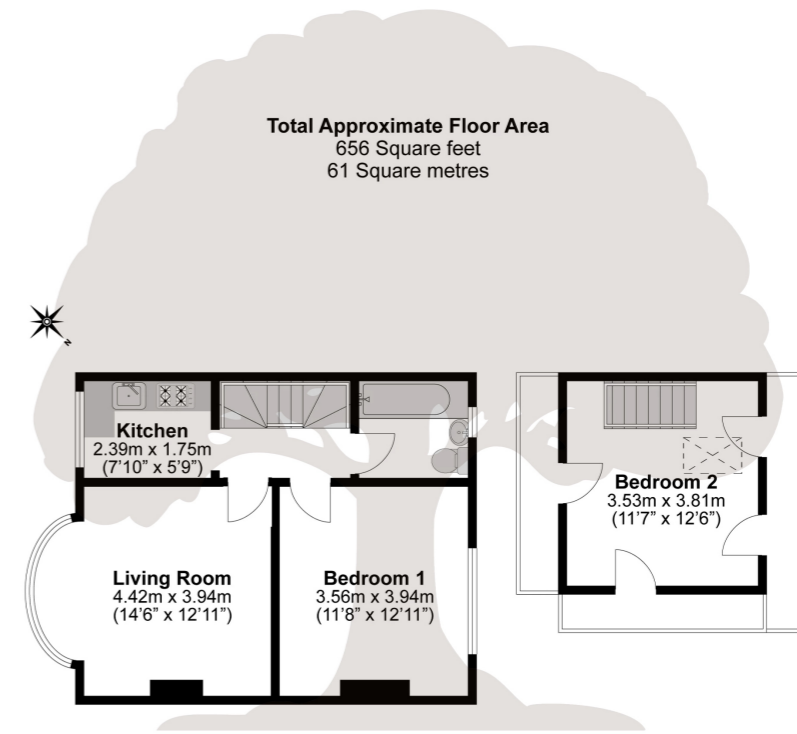 Total Approximate Floor Area
656 Square feet
61 Square metres
N
Kitchen
2.39m x 1.75m
(7'10” x 5'9”)
Living Room
4.42m x 3.94m
(14'6” x 12'11”)
Bedroom 1
3.56m x 3.94m
(11'8” x 12'11”)
Bedroom 2
3.53m x 3.81m
(11'7” x 12'6”)